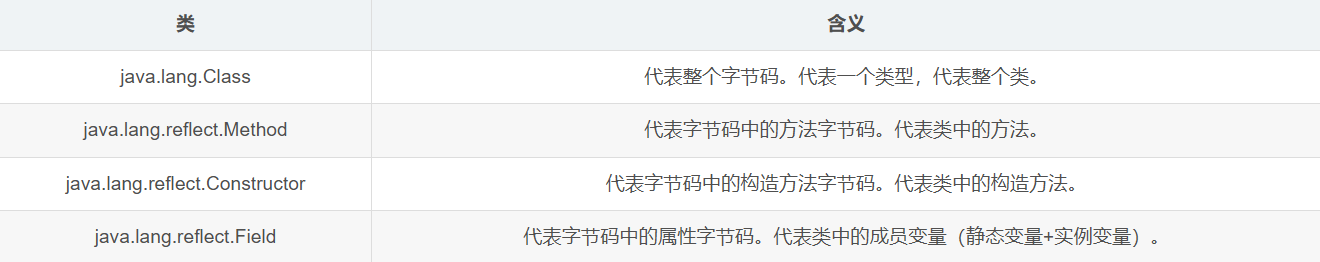 类 含义
java.lang.Class 代表整个字节码。代表一个类型，代表整个类。
java.lang.reflect.Method 代表字节码中的方法字节码。代表类中的方法。
java.lang.reflect.Constructor 代表字节码中的构造方法字节码。代表类中的构造方法。
java.lang.reflect.Field 代表字节码中的属性字节码。代表类中的成员变量（静态变量+实例变量）。